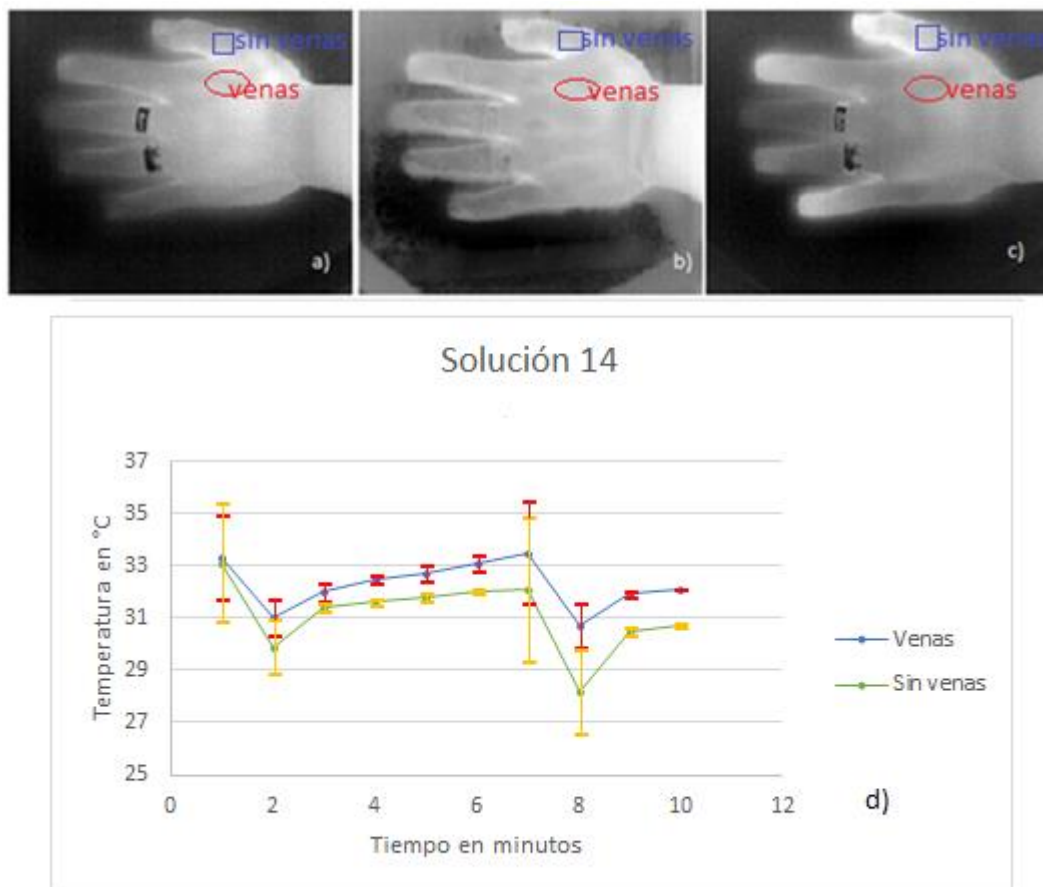 sin venas
venas
a)
sin venas
venas
b)
sin venas
venas
c)
Solución 14
37
35
33
31
29
27
25
0 2 4 6 8 10 12
Temperatura en °C
Tiempo en minutos
Venas
Sin venas
d)